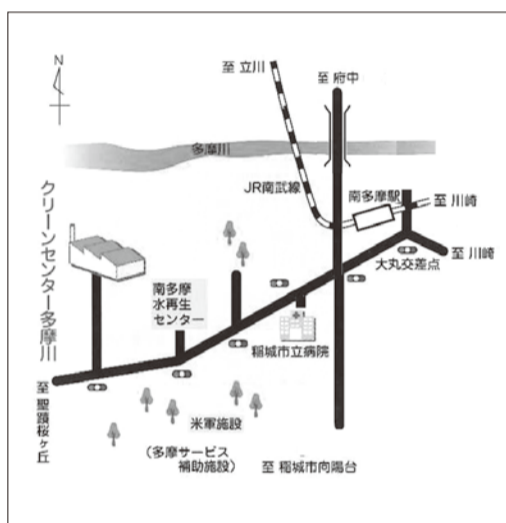 N
至 立川
至 府中
多摩川
JR南武線
南多摩駅
至 川崎
至 川崎
大丸交差点
クリーンセンター多摩川
南多摩
水再生
センター
稲城市立病院
至 聖蹟桜ヶ丘
米軍施設
(多摩サービス
補助施設)
至 稲城市向陽台